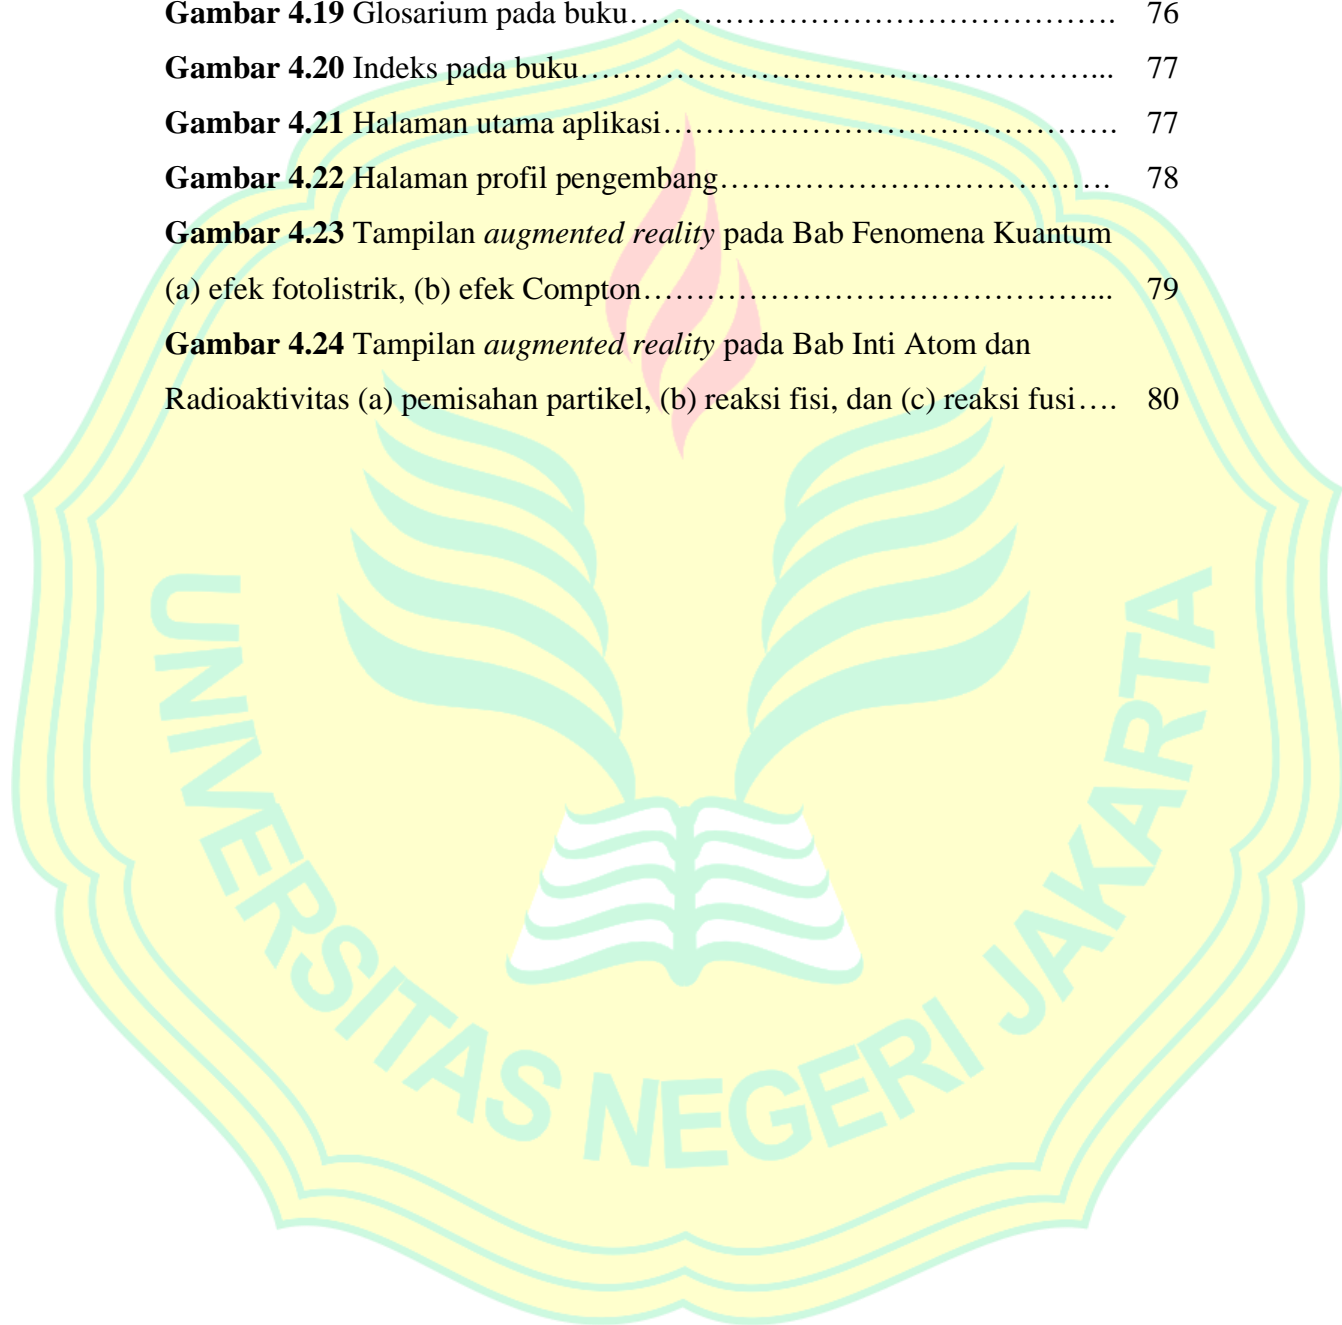 Gambar 4.19 Glosarium pada buku………………………………………………. 76
Gambar 4.20 Indeks pada buku…………………………………………………... 77
Gambar 4.21 Halaman utama aplikasi……………………………………………. 77
Gambar 4.22 Halaman profil pengembang………………………………………. 78
Gambar 4.23 Tampilan augmented reality pada Bab Fenomena Kuantum
(a) efek fotolistrik, (b) efek Compton…………………………………………... 79
Gambar 4.24 Tampilan augmented reality pada Bab Inti Atom dan
Radioaktivitas (a) pemisahan partikel, (b) reaksi fisi, dan (c) reaksi fusi…. 80
UNIVERSITAS NEGERI JAKARTA